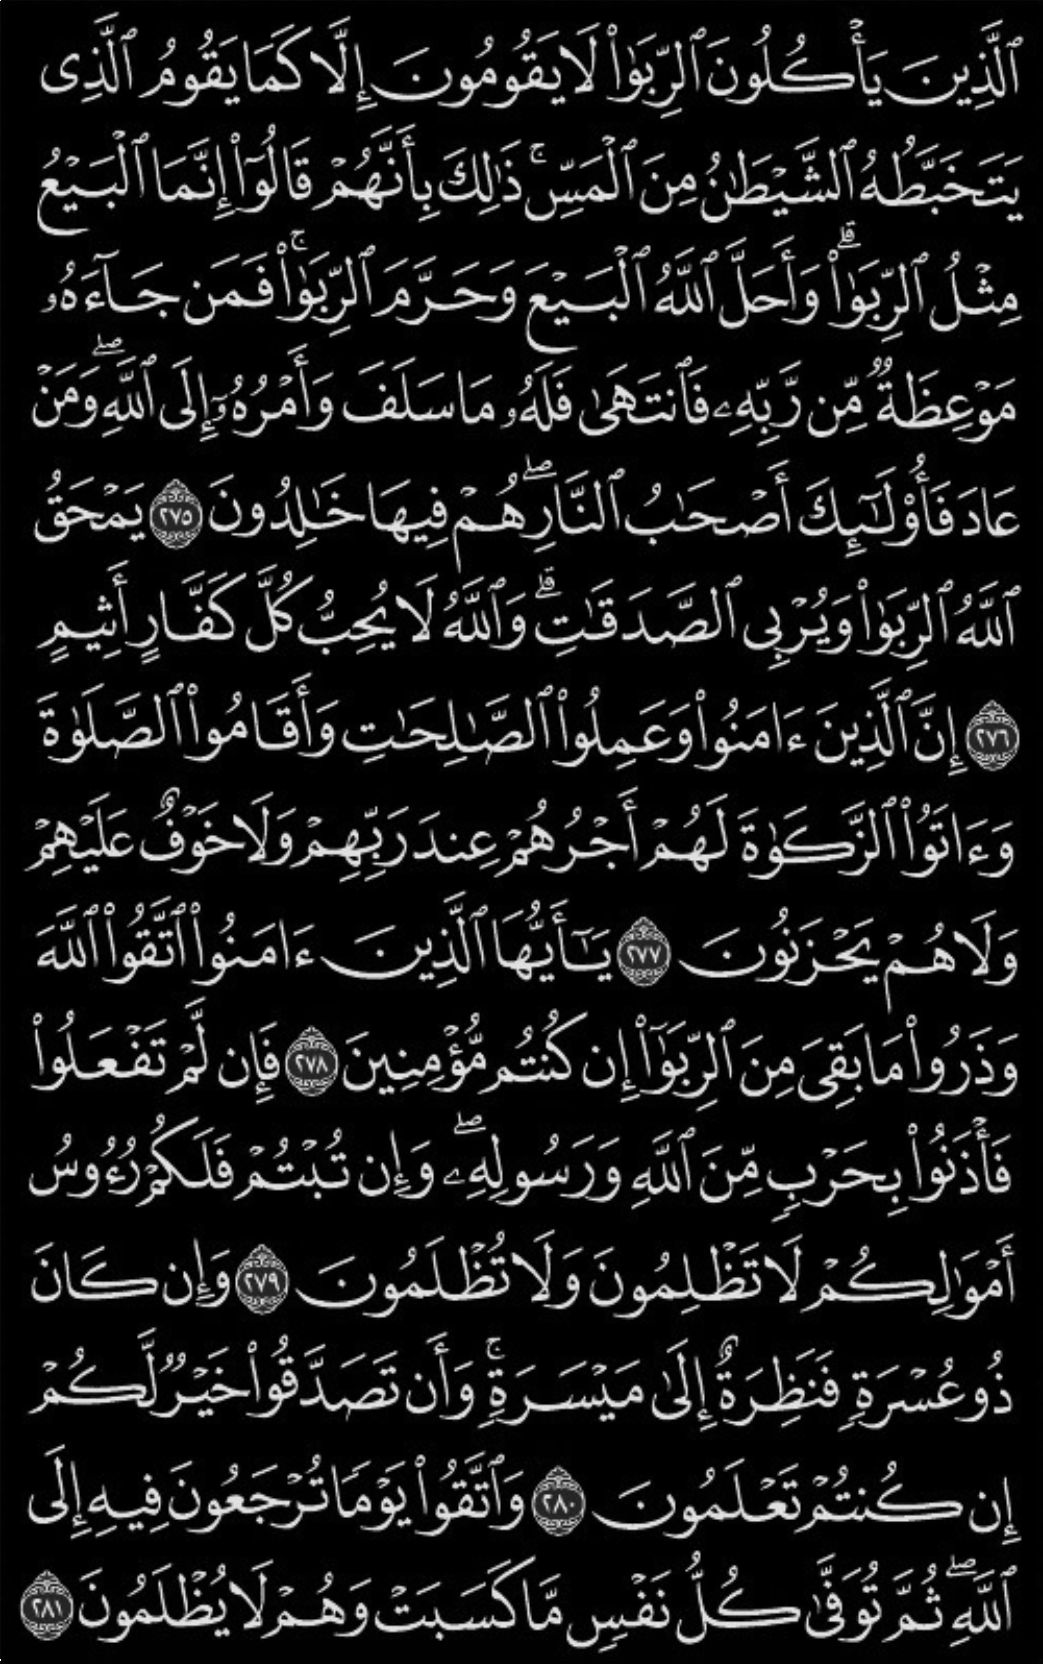 ٱلَّذِينَ يَأْكُلُونَ ٱلرِّبَوٰا۟ لَا يَقُومُونَ إِلَّا كَمَا يَقُومُ ٱلَّذِى
يَتَخَبَّطُهُ ٱلشَّيْطَٰنُ مِنَ ٱلْمَسِّ ۚ ذَٰلِكَ بِأَنَّهُمْ قَالُوٓا۟ إِنَّمَا ٱلْبَيْعُ
مِثْلُ ٱلرِّبَوٰا۟ ۗ وَأَحَلَّ ٱللَّهُ ٱلْبَيْعَ وَحَرَّمَ ٱلرِّبَوٰا۟ ۚ فَمَن جَآءَهُۥ
مَوْعِظَةٌ مِّن رَّبِّهِۦ فَٱنتَهَىٰ فَلَهُۥ مَا سَلَفَ وَأَمْرُهُۥٓ إِلَى ٱللَّهِ ۖ وَمَنْ
عَادَ فَأُو۟لَٰٓئِكَ أَصْحَٰبُ ٱلنَّارِ ۖ هُمْ فِيهَا خَٰلِدُونَ ٢٧٥ يَمْحَقُ
ٱللَّهُ ٱلرِّبَوٰا۟ وَيُرْبِى ٱلصَّدَقَٰتِ ۗ وَٱللَّهُ لَا يُحِبُّ كُلَّ كَفَّارٍ أَثِيمٍ
٢٧٦ إِنَّ ٱلَّذِينَ ءَامَنُوا۟ وَعَمِلُوا۟ ٱلصَّٰلِحَٰتِ وَأَقَامُوا۟ ٱلصَّلَوٰةَ
وَءَاتَوُا۟ ٱلزَّكَوٰةَ لَهُمْ أَجْرُهُمْ عِندَ رَبِّهِمْ وَلَا خَوْفٌ عَلَيْهِمْ
وَلَا هُمْ يَحْزَنُونَ ٢٧٧ يَٰٓأَيُّهَا ٱلَّذِينَ ءَامَنُوا۟ ٱتَّقُوا۟ ٱللَّهَ
وَذَرُوا۟ مَا بَقِىَ مِنَ ٱلرِّبَوٰٓا۟ إِن كُنتُم مُّؤْمِنِينَ ٢٧٨ فَإِن لَّمْ تَفْعَلُوا۟
فَأْذَنُوا۟ بِحَرْبٍ مِّنَ ٱللَّهِ وَرَسُولِهِۦ ۖ وَإِن تُبْتُمْ فَلَكُمْ رُءُوسُ
أَمْوَٰلِكُمْ لَا تَظْلِمُونَ وَلَا تُظْلَمُونَ ٢٧٩ وَإِن كَانَ
ذُو عُسْرَةٍ فَنَظِرَةٌ إِلَىٰ مَيْسَرَةٍ ۚ وَأَن تَصَدَّقُوا۟ خَيْرٌ لَّكُمْ
إِن كُنتُمْ تَعْلَمُونَ ٢٨٠ وَٱتَّقُوا۟ يَوْمًا تُرْجَعُونَ فِيهِ إِلَى
ٱللَّهِ ۖ ثُمَّ تُوَفَّىٰ كُلُّ نَفْسٍ مَّا كَسَبَتْ وَهُمْ لَا يُظْلَمُونَ ٢٨١